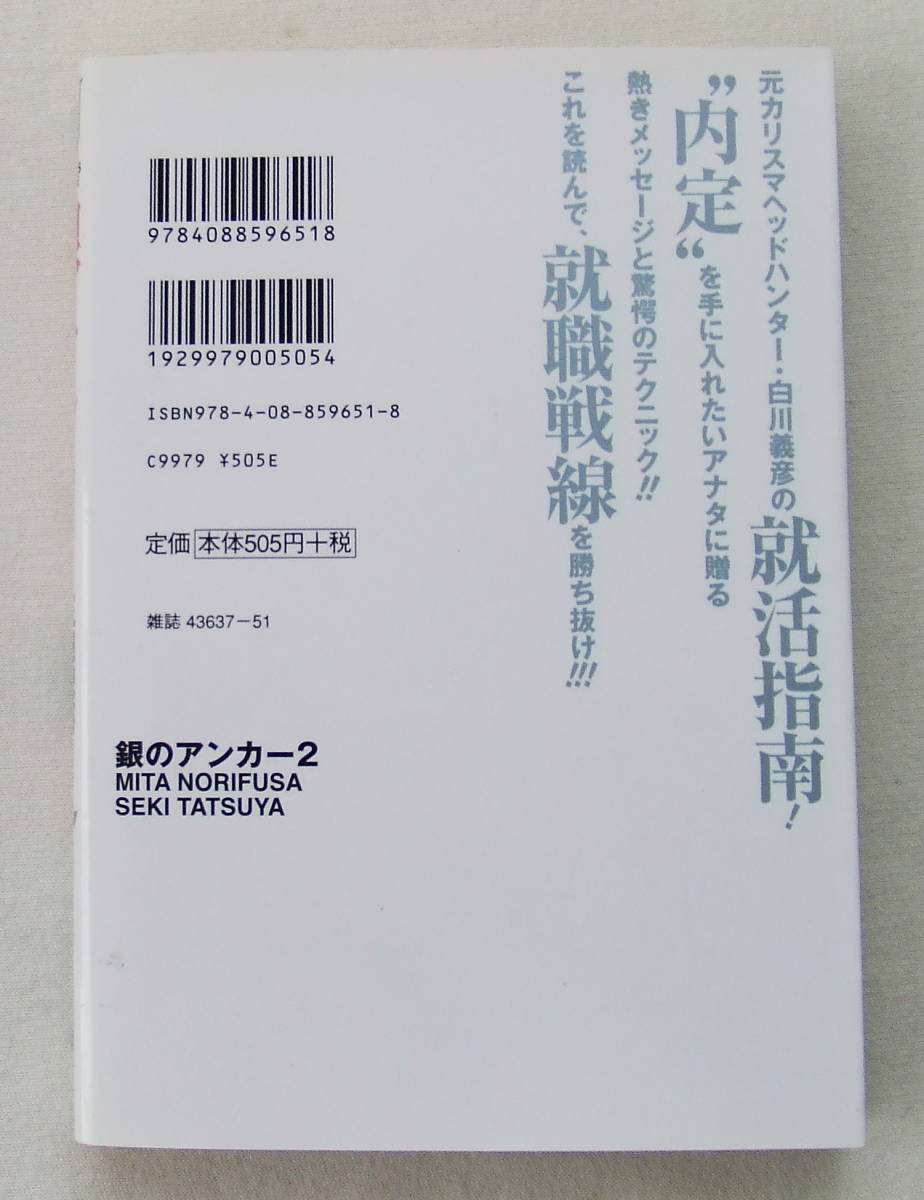 元カリスマヘッドハンター・白川義彦の就活指南！
”内定“を手に入れたいアナタに贈る
熱きメッセージと驚愕のテクニック!!
これを読んで、就職戦線を勝ち抜け!!!
9784088596518
1929979005054
ISBN978-4-08-859651-8
C9979 ¥505E
定価 本体505円＋税
雑誌 43637－51
銀のアンカー2
MITA NORIFUSA
SEKI TATSUYA